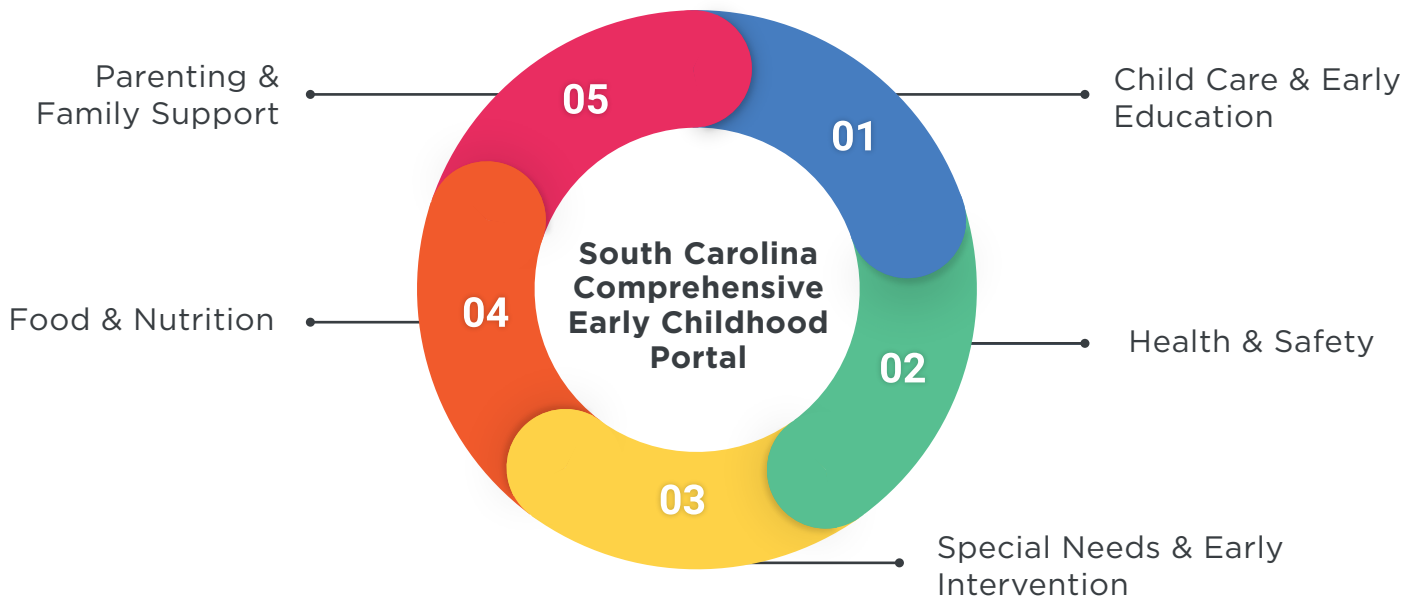 Parenting &
Family Support
05
01
Child Care & Early
Education
South Carolina
Comprehensive
Early Childhood
Portal
Food & Nutrition
04
02
Health & Safety
03
Special Needs & Early
Intervention